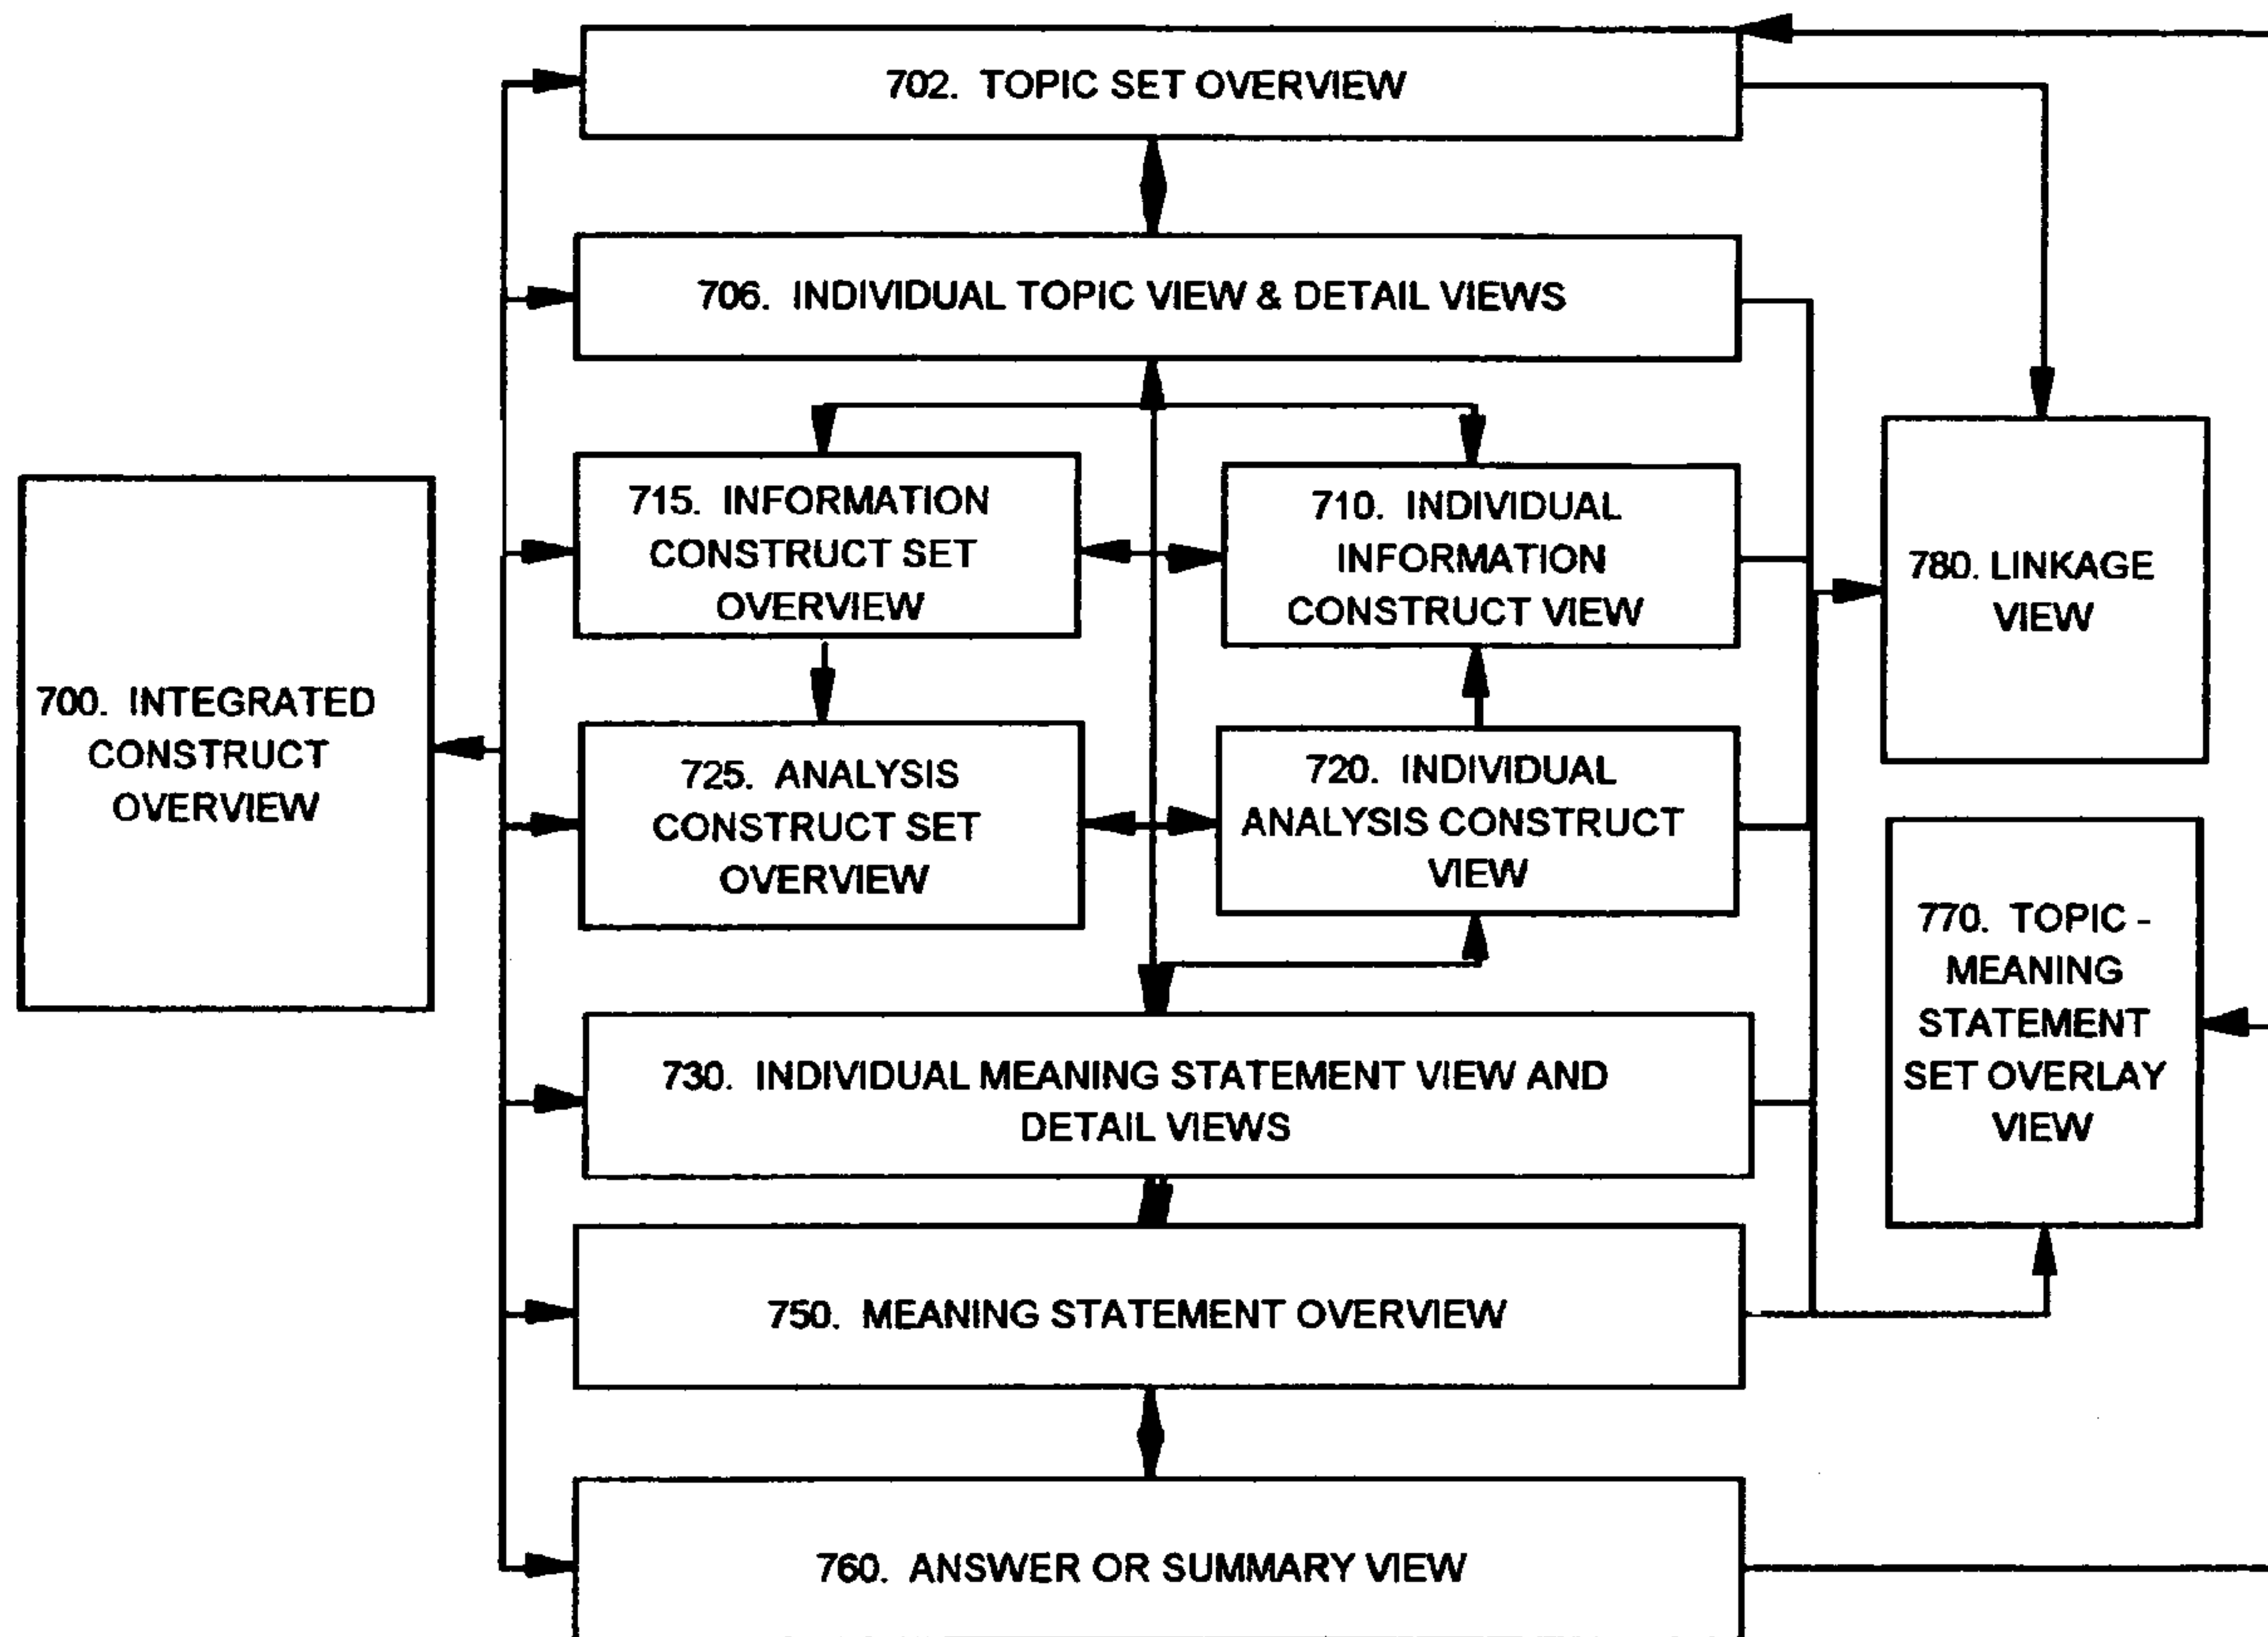 702. TOPIC SET OVERVIEW
706. INDIVIDUAL TOPIC VIEW & DETAIL VIEWS
715. INFORMATION
CONSTRUCT SET
OVERVIEW
710. INDIVIDUAL
INFORMATION
CONSTRUCT VIEW
780. LINKAGE
VIEW
700. INTEGRATED
CONSTRUCT
OVERVIEW
725. ANALYSIS
CONSTRUCT SET
OVERVIEW
720. INDIVIDUAL
ANALYSIS CONSTRUCT
VIEW
770. TOPIC -
MEANING
STATEMENT
SET OVERLAY
VIEW
730. INDIVIDUAL MEANING STATEMENT VIEW AND
DETAIL VIEWS
750. MEANING STATEMENT OVERVIEW
760. ANSWER OR SUMMARY VIEW